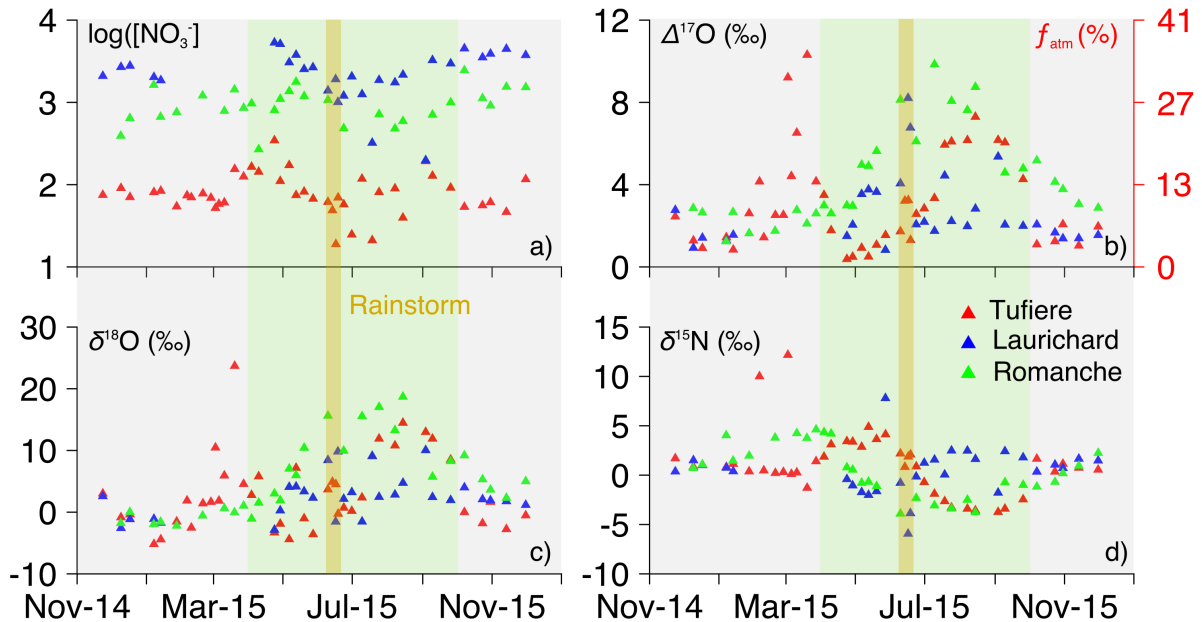 log([NO₃⁻]
4
3
2
1
a)
Δ¹⁷O (‰)
f atm (%)
12
8
4
0
41
27
13
0
b)
Rainstorm
δ¹⁸O (‰)
30
20
10
0
-10
c)
Nov-14 Mar-15 Jul-15 Nov-15
δ¹⁵N (‰)
15
10
5
0
-5
-10
Tufiere
Laurichard
Romanche
d)
Nov-14 Mar-15 Jul-15 Nov-15